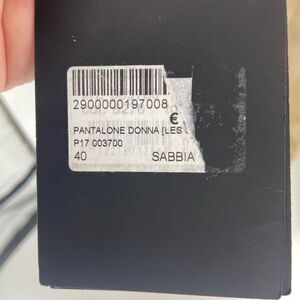 2900000197008
€
PANTALONE DONNA [LES
P17 003700
40 SABBIA